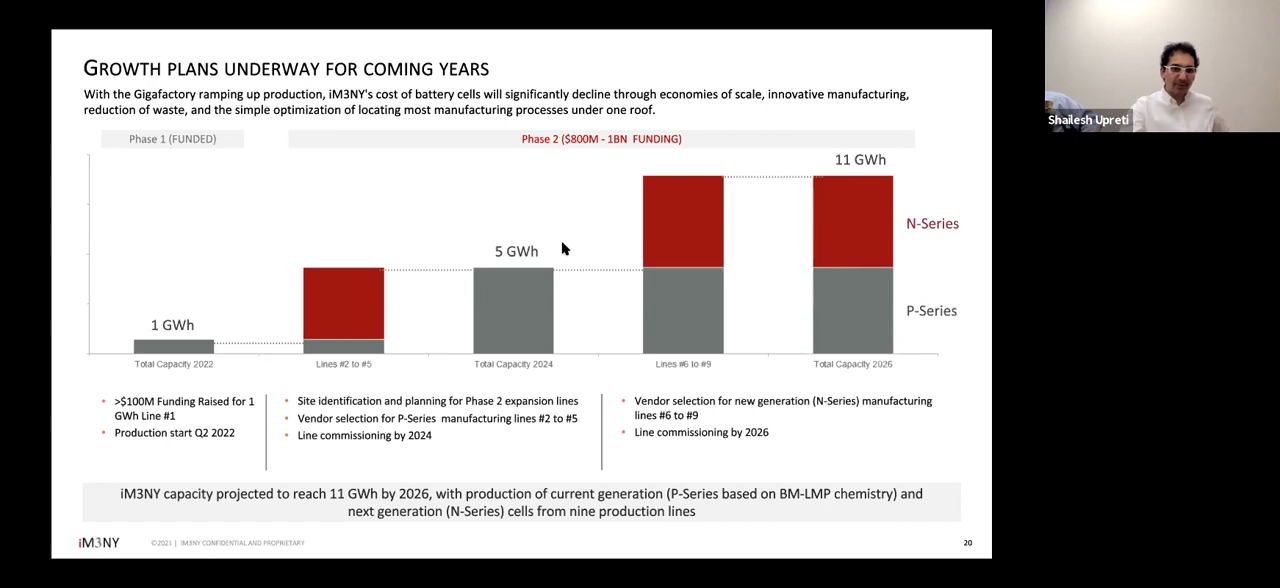 GROWTH PLANS UNDERWAY FOR COMING YEARS
With the Gigafactory ramping up production, iM3NY's cost of battery cells will significantly decline through economies of scale, innovative manufacturing,
reduction of waste, and the simple optimization of locating most manufacturing processes under one roof.
Shailesh Upreti
Phase 1 (FUNDED)
Phase 2 ($800M - 1BN FUNDING)
11 GWh
N-Series
5 GWh
P-Series
1 GWh
Total Capacity 2022
Lines #2 to #5
Total Capacity 2024
Lines #6 to #9
Total Capacity 2026
• >$100M Funding Raised for 1
GWh Line #1
• Production start Q2 2022
• Site identification and planning for Phase 2 expansion lines
• Vendor selection for P-Series manufacturing lines #2 to #5
• Line commissioning by 2024
• Vendor selection for new generation (N-Series) manufacturing
lines #6 to #9
• Line commissioning by 2026
iM3NY capacity projected to reach 11 GWh by 2026, with production of current generation (P-Series based on BM-LMP chemistry) and
next generation (N-Series) cells from nine production lines
iM3NY
| IM3NY CONFIDENTIAL AND PROPRIETARY
20